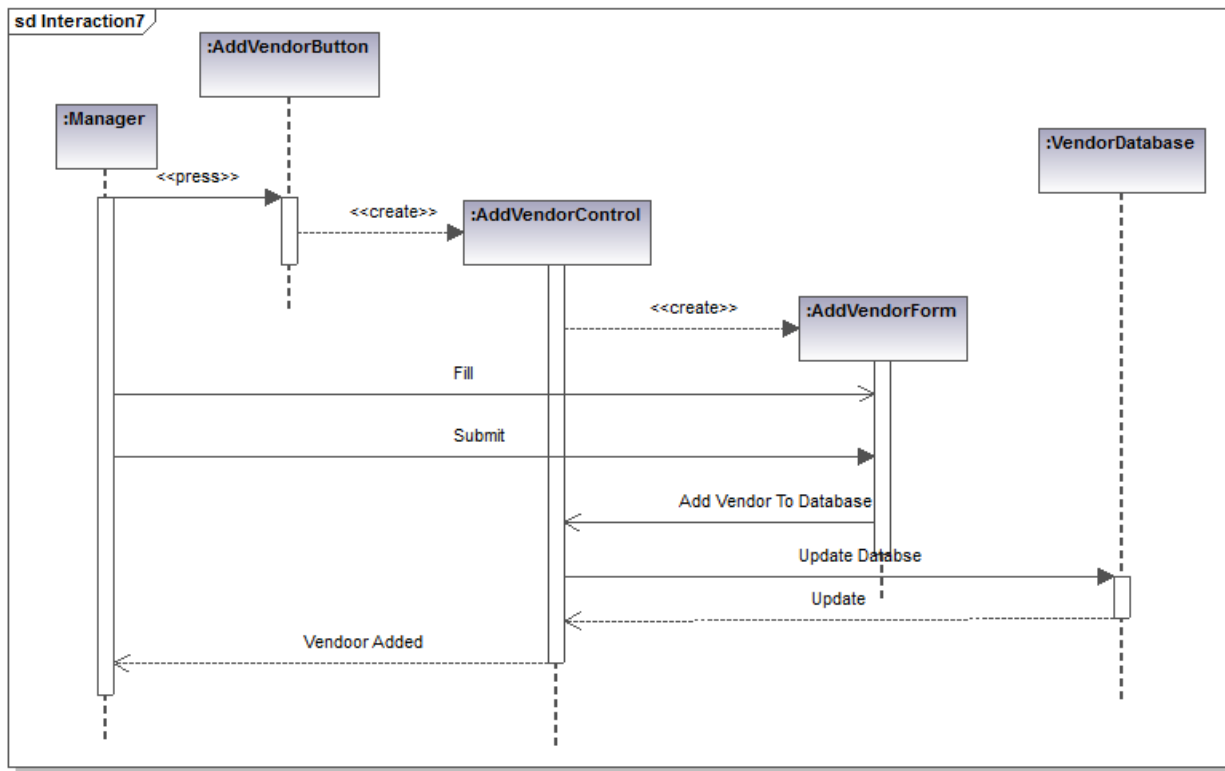 sd Interaction7
:AddVendorButton
:Manager
:VendorDatabase
<<press>>
<<create>>
:AddVendorControl
<<create>>
:AddVendorForm
Fill
Submit
Add Vendor To Database
Update Databse
Update
Vendoor Added